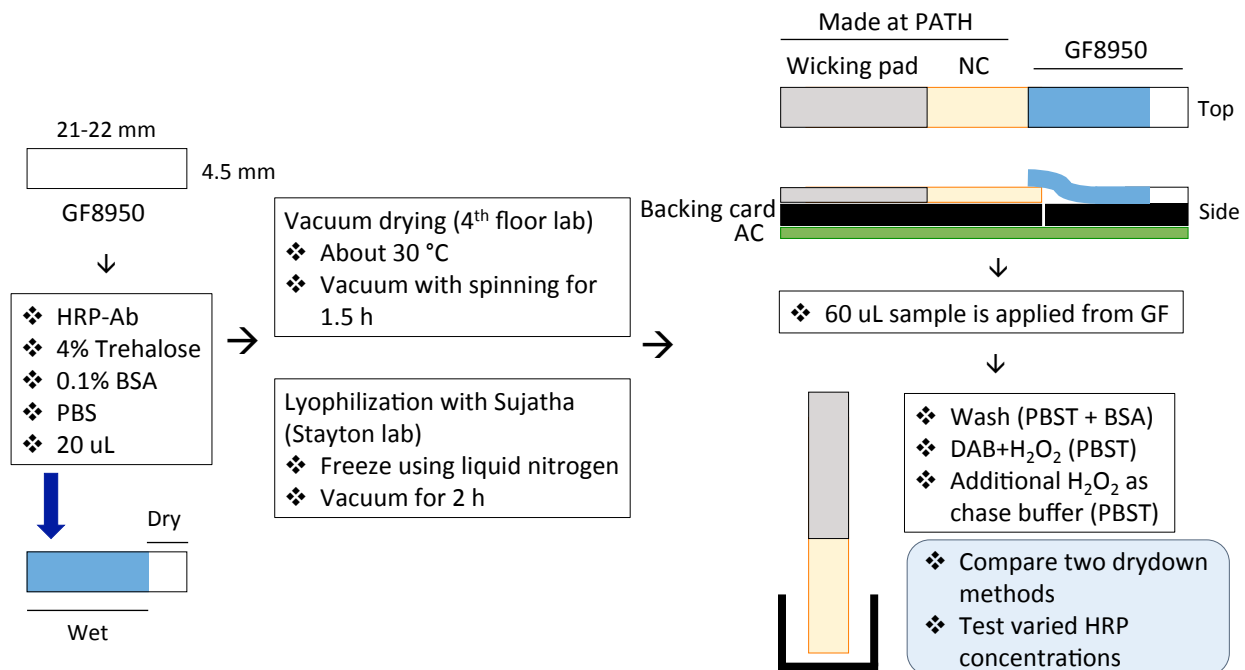 21-22 mm
4.5 mm
GF8950
❖ HRP-Ab
❖ 4% Trehalose
❖ 0.1% BSA
❖ PBS
❖ 20 uL
Dry
Wet
Vacuum drying (4th floor lab)
❖ About 30 °C
❖ Vacuum with spinning for
1.5 h
Lyophilization with Sujatha
(Stayton lab)
❖ Freeze using liquid nitrogen
❖ Vacuum for 2 h
Made at PATH
Wicking pad NC GF8950
Top
Backing card
AC
Side
❖ 60 uL sample is applied from GF
❖ Wash (PBST + BSA)
❖ DAB+H₂O₂ (PBST)
❖ Additional H₂O₂ as
chase buffer (PBST)
❖ Compare two drydown
methods
❖ Test varied HRP
concentrations